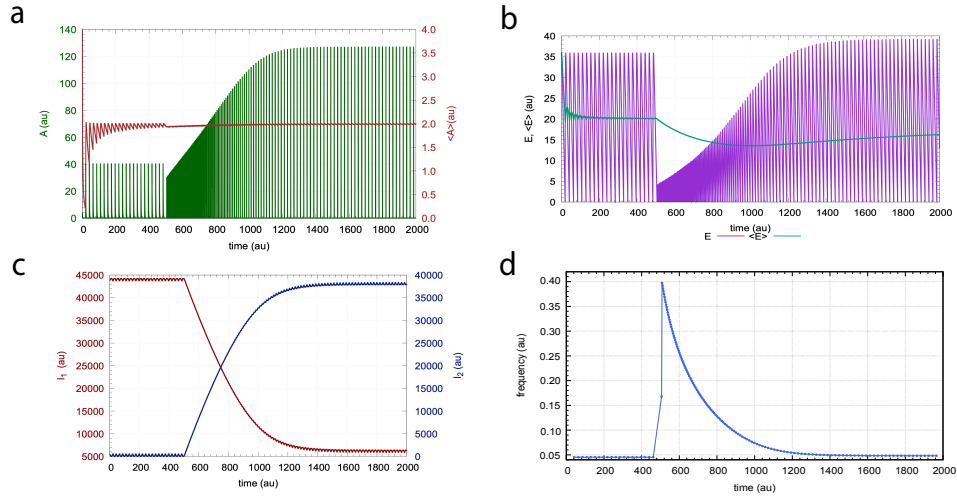 a
140
120
100
80
60
40
20
0
A (au)
4.0
3.5
3.0
2.5
2.0
1.5
1.0
0.5
0.0
<A>(au)
0 200 400 600 800 1000 1200 1400 1600 1800 2000
time (au)
b
40
35
30
25
20
15
10
5
0
E, <E> (au)
0 200 400 600 800 1000 1200 1400 1600 1800 2000
time (au)
E <E>
c
45000
40000
35000
30000
25000
20000
15000
10000
5000
I1 (au)
40000
35000
30000
25000
20000
15000
10000
5000
0
I2 (au)
0 200 400 600 800 1000 1200 1400 1600 1800 2000
time (au)
d
0.40
0.35
0.30
0.25
0.20
0.15
0.10
0.05
frequency (au)
0 200 400 600 800 1000 1200 1400 1600 1800 2000
time (au)